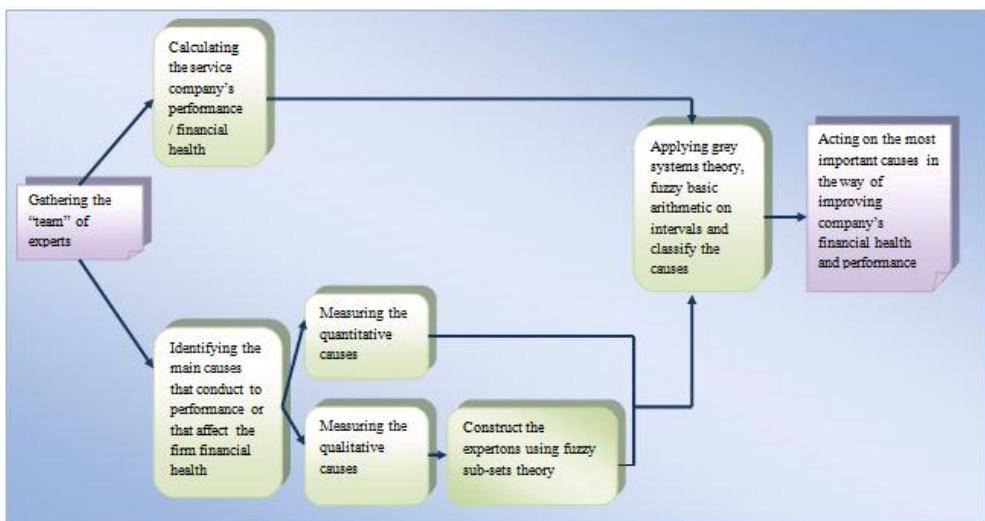 Calculating
the service
company's
performance
/ financial
health
Gathering the
"team" of
experts
Identifying the
main causes
that conduct to
performance or
that affect the
firm financial
health
Measuring the
quantitative
causes
Measuring the
qualitative
causes
Construct the
expertons using fuzzy
sub-sets theory
Applying grey
systems theory,
fuzzy basic
arithmetic on
intervals and
classify the
causes
Acting on the most
important causes in
the way of
improving
company's
financial health
and performance